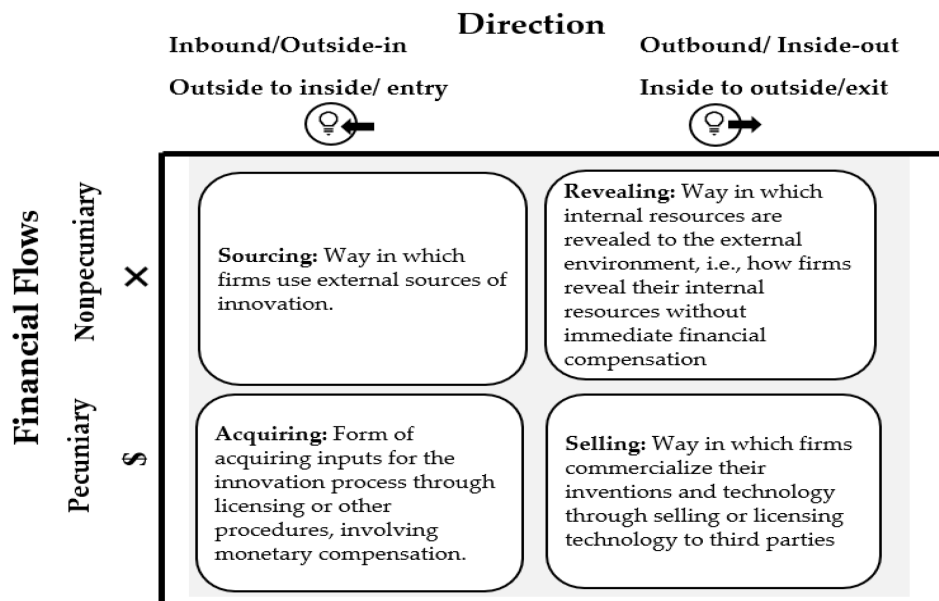 Direction
Inbound/Outside-in
Outbound/ Inside-out
Outside to inside/ entry
Inside to outside/exit
Financial Flows
Nonpecuniary
Sourcing: Way in which
firms use external sources of
innovation.
Revealing: Way in which
internal resources are
revealed to the external
environment, i.e., how firms
reveal their internal
resources without
immediate financial
compensation
Pecuniary
$
Acquiring: Form of
acquiring inputs for the
innovation process through
licensing or other
procedures, involving
monetary compensation.
Selling: Way in which firms
commercialize their
inventions and technology
through selling or licensing
technology to third parties